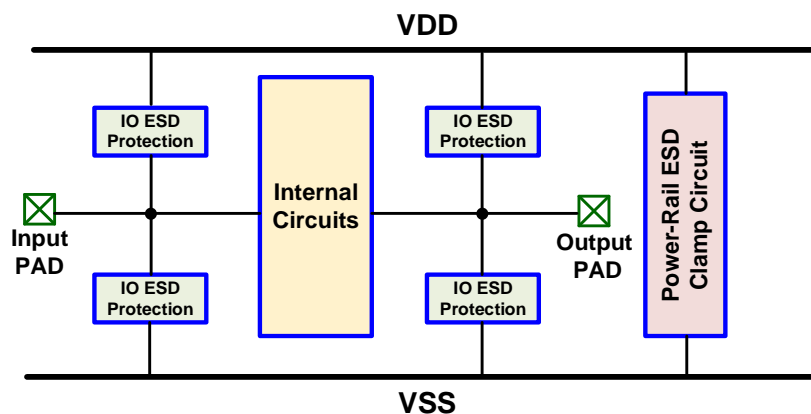 VDD
IO ESD
Protection
IO ESD
Protection
Internal
Circuits
Input
PAD
Output
PAD
IO ESD
Protection
IO ESD
Protection
Power-Rail ESD
Clamp Circuit
VSS